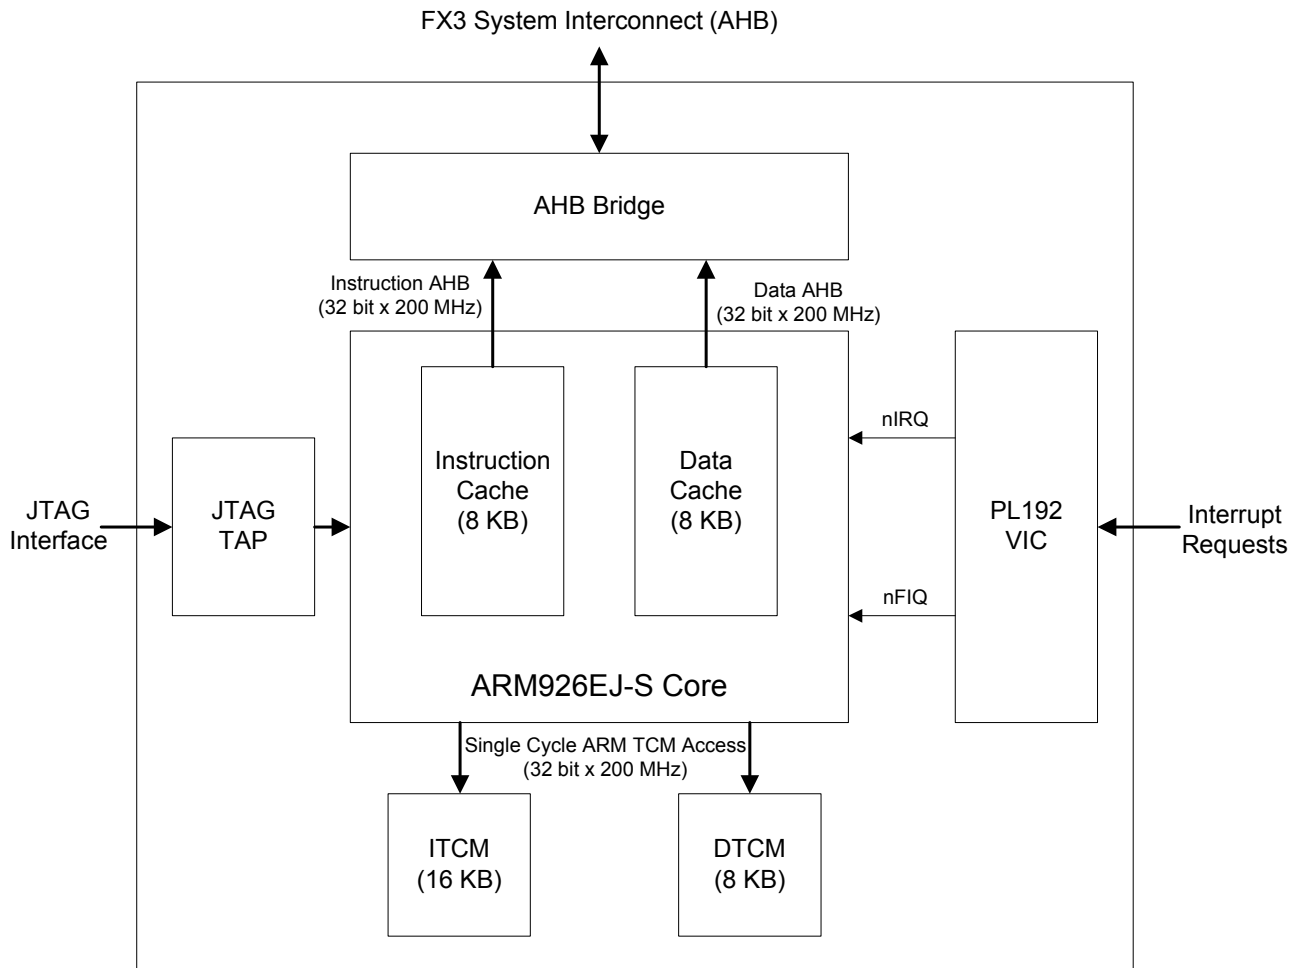 FX3 System Interconnect (AHB)
AHB Bridge
Instruction AHB
(32 bit x 200 MHz)
Data AHB
(32 bit x 200 MHz)
nIRQ
Instruction
Cache
(8 KB)
Data
Cache
(8 KB)
JTAG
Interface
JTAG
TAP
PL192
VIC
Interrupt
Requests
nFIQ
ARM926EJ-S Core
Single Cycle ARM TCM Access
(32 bit x 200 MHz)
ITCM
(16 KB)
DTCM
(8 KB)